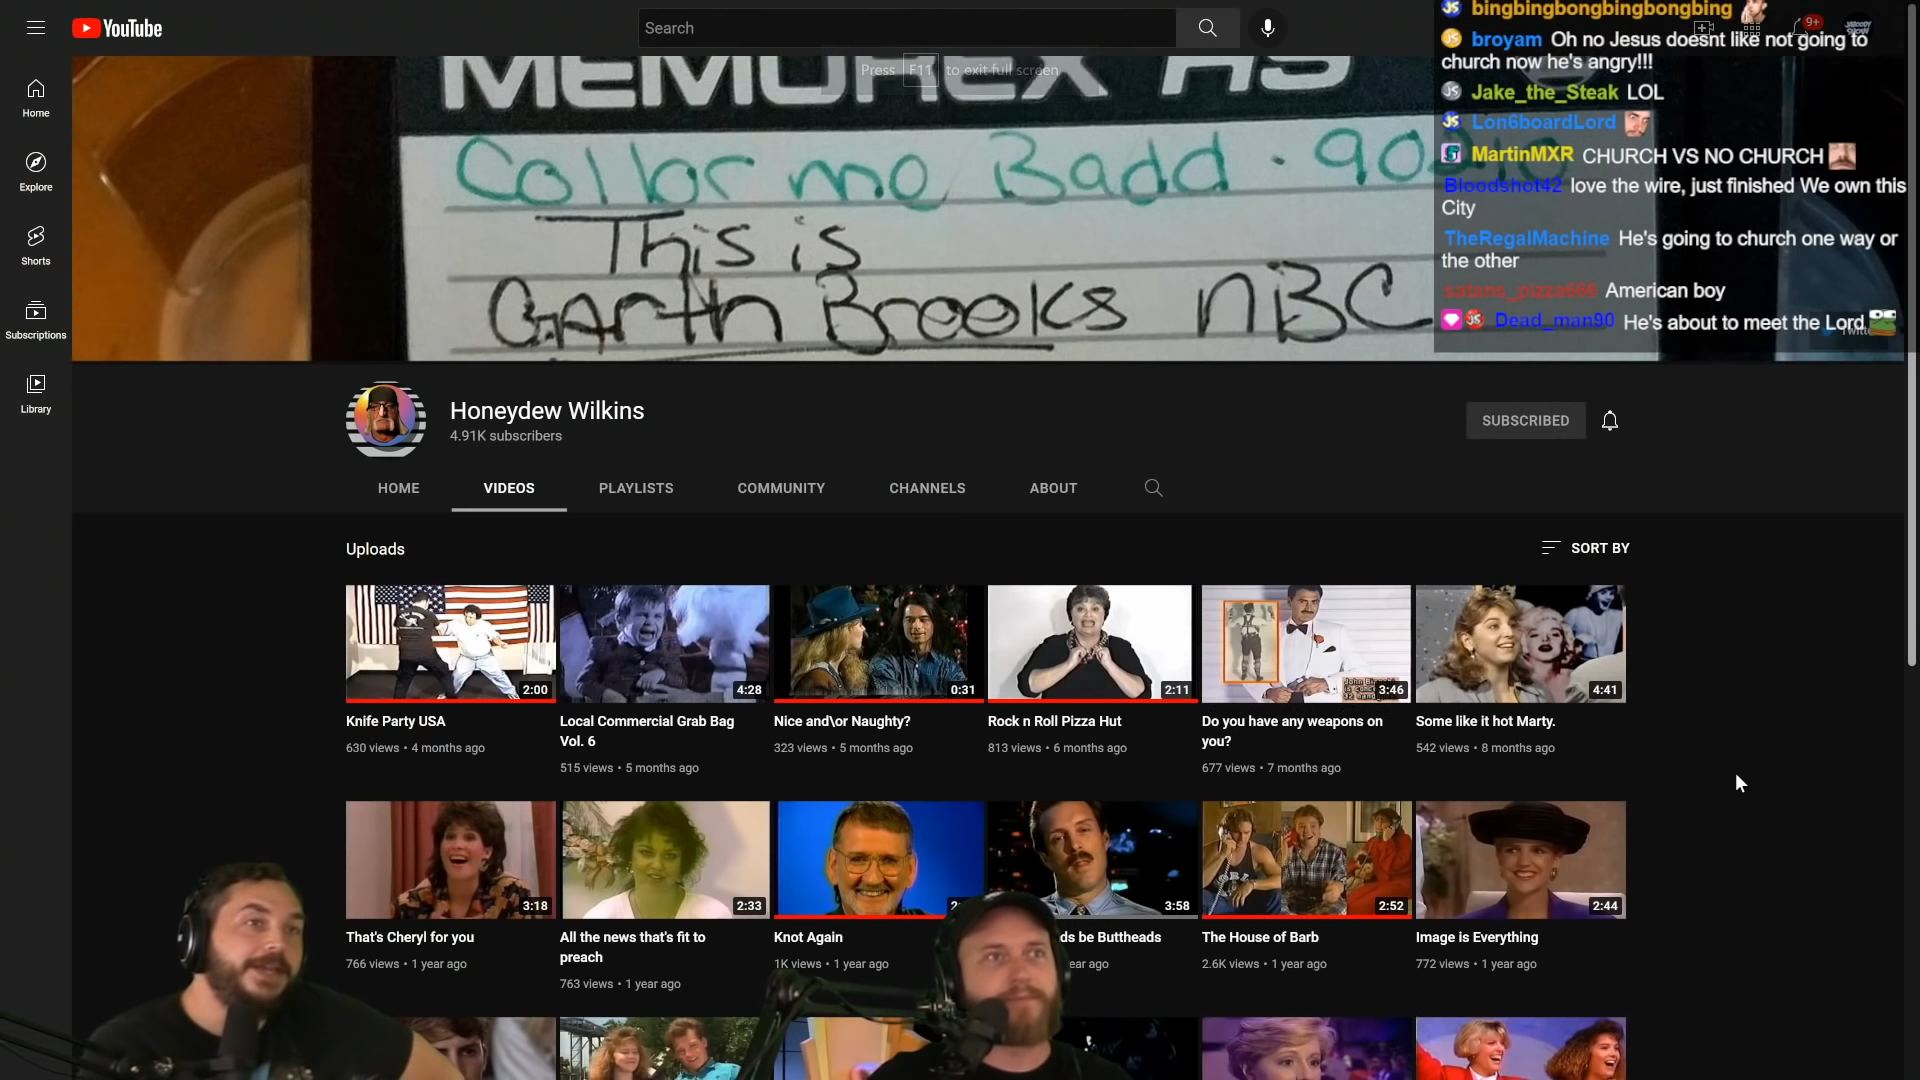 YouTube
Search
9+
Press F11 to exit full screen
Home
Explore
Shorts
Subscriptions
Library
MEMOREX HS
Collor me Badd · 90
This is
Garth Brooks NBC
bingbingbongbingbongbing
broyam Oh no Jesus doesnt like not going to
church now he's angry!!!
Jake_the_Steak LOL
Lon6boardLord
MartinMXR CHURCH VS NO CHURCH
Bloodshot42 love the wire, just finished We own this
City
TheRegalMachine He's going to church one way or
the other
satans_pizza666 American boy
Dead_man90 He's about to meet the Lord
Honeydew Wilkins
4.91K subscribers
SUBSCRIBED
HOME VIDEOS PLAYLISTS COMMUNITY CHANNELS ABOUT
Uploads
SORT BY
2:00
4:28
0:31
2:11
3:46
4:41
Knife Party USA
630 views • 4 months ago
Local Commercial Grab Bag
Vol. 6
515 views • 5 months ago
Nice and\or Naughty?
323 views • 5 months ago
Rock n Roll Pizza Hut
813 views • 6 months ago
Do you have any weapons on
you?
677 views • 7 months ago
Some like it hot Marty.
542 views • 8 months ago
3:18
2:33
3:58
2:52
2:44
That's Cheryl for you
766 views • 1 year ago
All the news that's fit to
preach
763 views • 1 year ago
Knot Again
1K views • 1 year ago
ds be Buttheads
ear ago
The House of Barb
2.6K views • 1 year ago
Image is Everything
772 views • 1 year ago